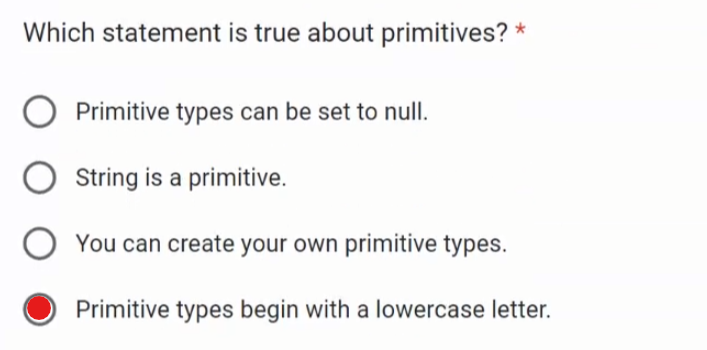 Which statement is true about primitives? *
Primitive types can be set to null.
String is a primitive.
You can create your own primitive types.
Primitive types begin with a lowercase letter.